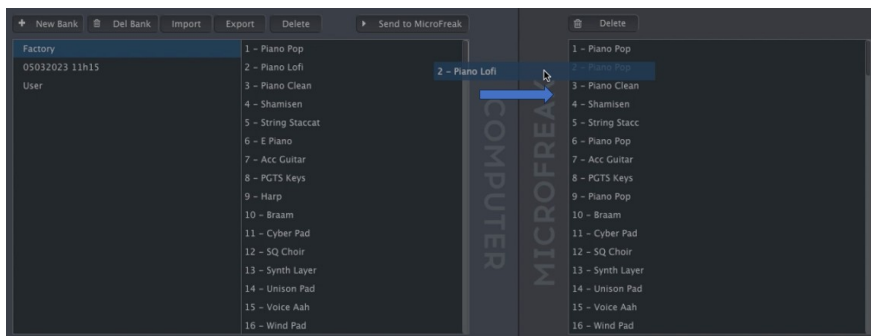 + New Bank
Del Bank
Import
Export
Delete
Send to MicroFreak
Delete
Factory
05032023 11h15
User
1 – Piano Pop
2 – Piano Lofi
3 – Piano Clean
4 – Shamisen
5 – String Staccat
6 – E Piano
7 – Acc Guitar
8 – PGTS Keys
9 – Harp
10 – Braam
11 – Cyber Pad
12 – SQ Choir
13 – Synth Layer
14 – Unison Pad
15 – Voice Aah
16 – Wind Pad
2 – Piano Lofi
COMPUTER
MICROFREAK
1 – Piano Pop
2 – Piano Pop
3 – Piano Clean
4 – Shamisen
5 – String Stacc
6 – Piano Pop
7 – Acc Guitar
8 – PGTS Keys
9 – Piano Pop
10 – Braam
11 – Cyber Pad
12 – SQ Choir
13 – Synth Layer
14 – Unison Pad
15 – Voice Aah
16 – Wind Pad